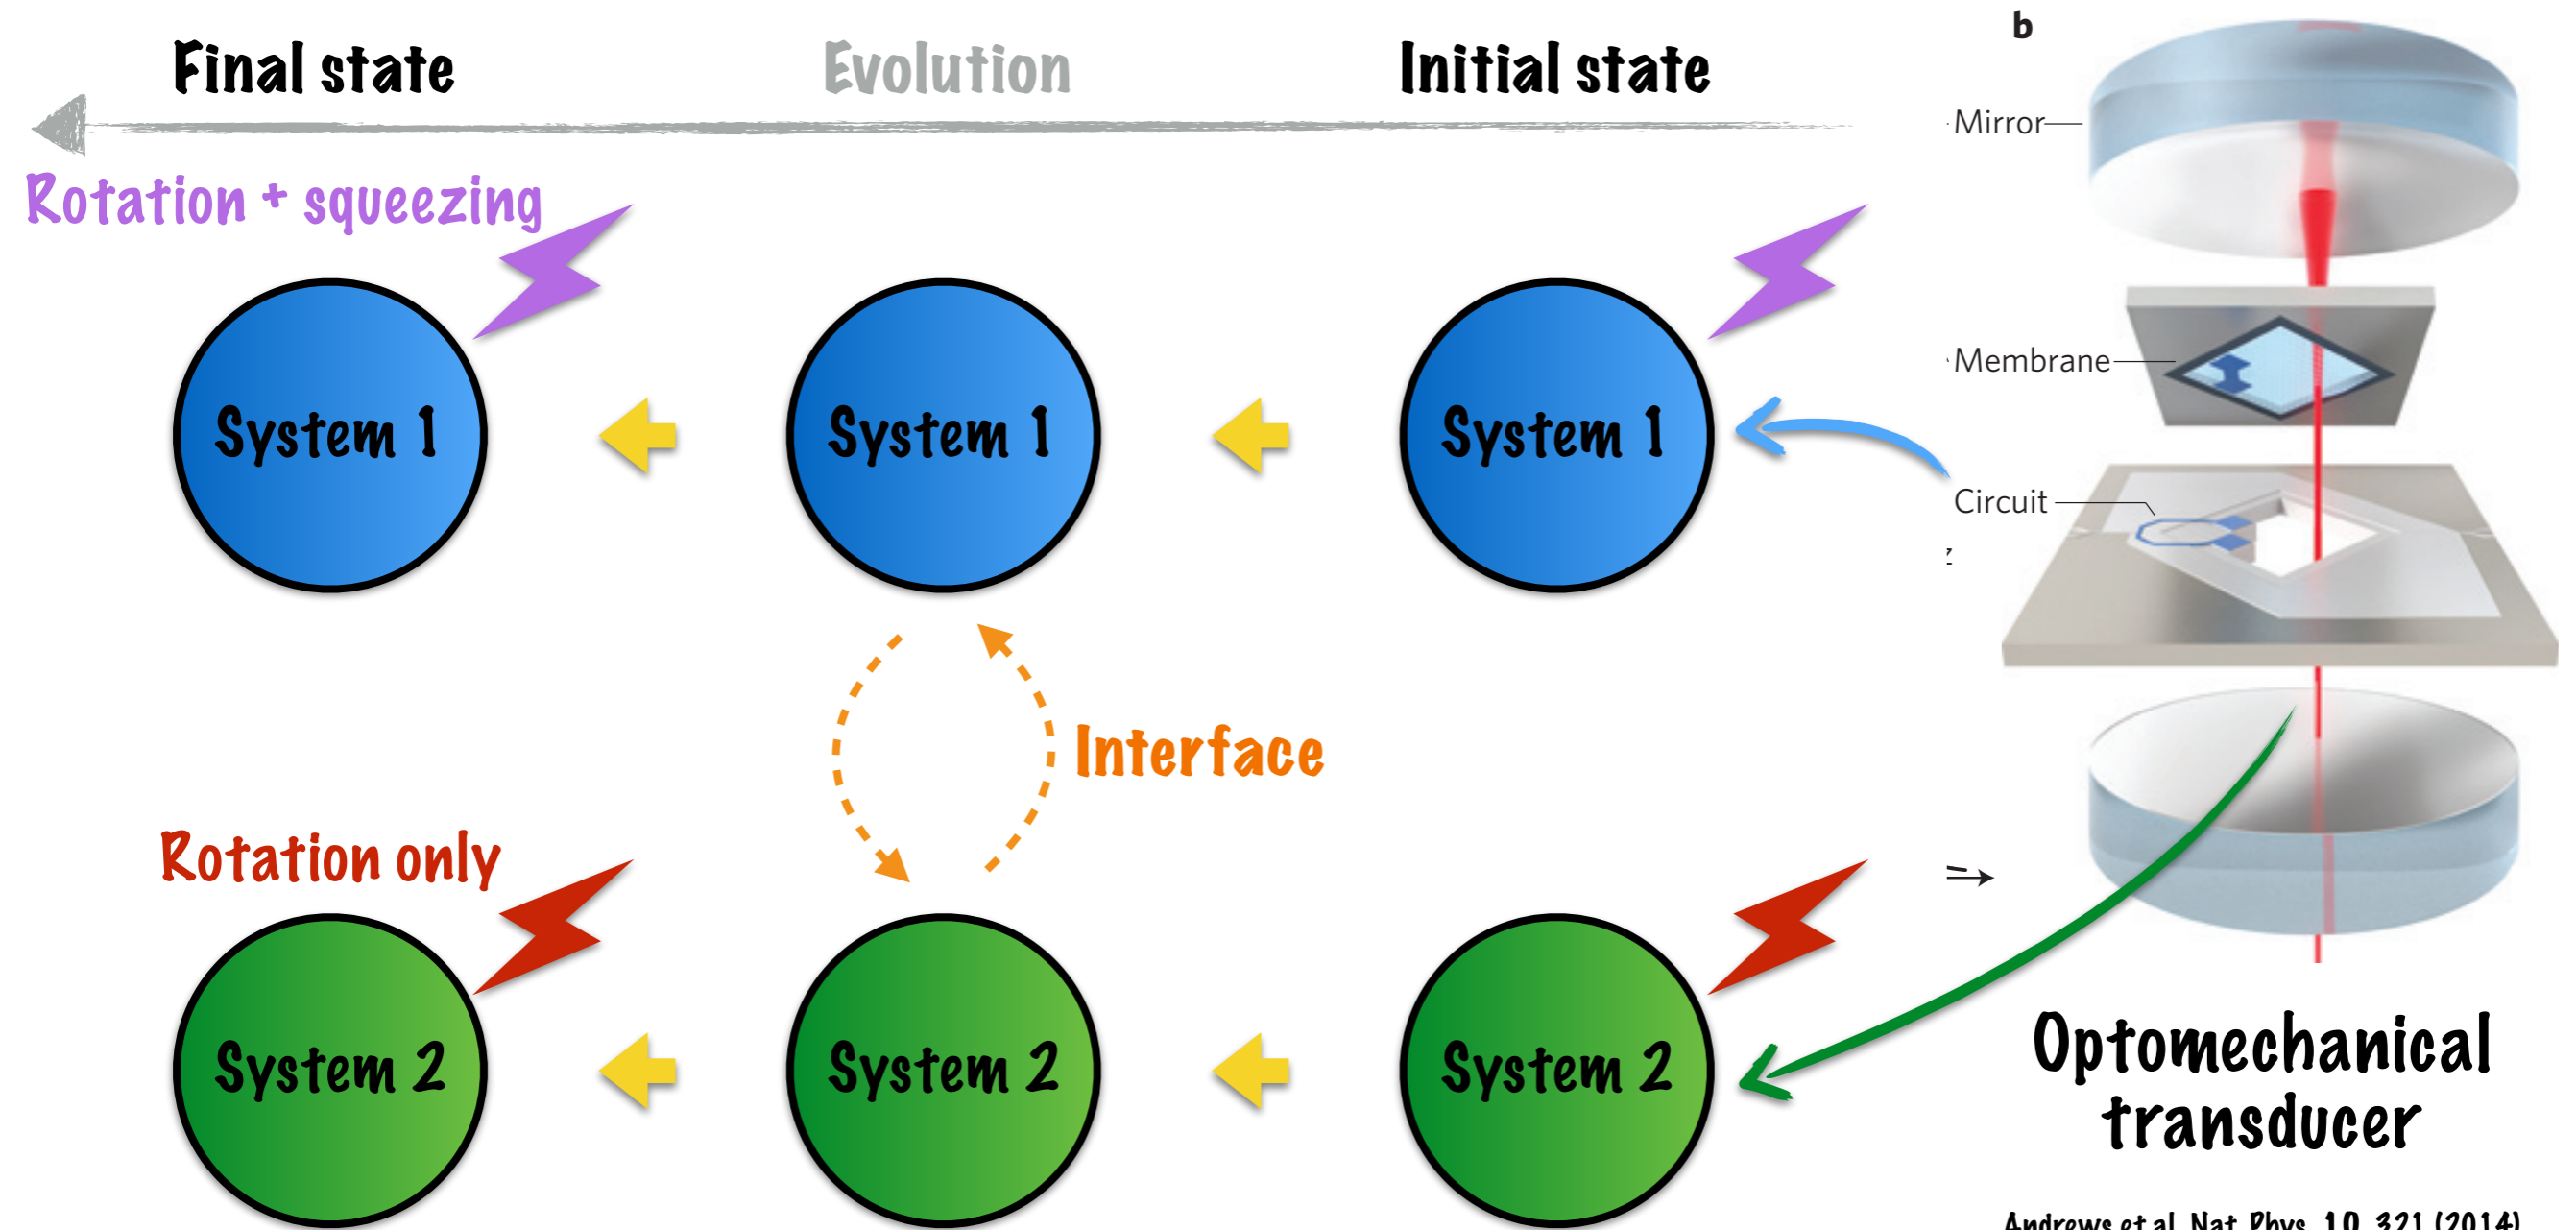 Final state
Evolution
Initial state
b
Mirror
Rotation + squeezing
Membrane
System 1
System 1
System 1
Circuit
Interface
Rotation only
System 2
System 2
System 2
Optomechanical
transducer
Andrews et al. Nat. Phys. 10, 321 (2014)